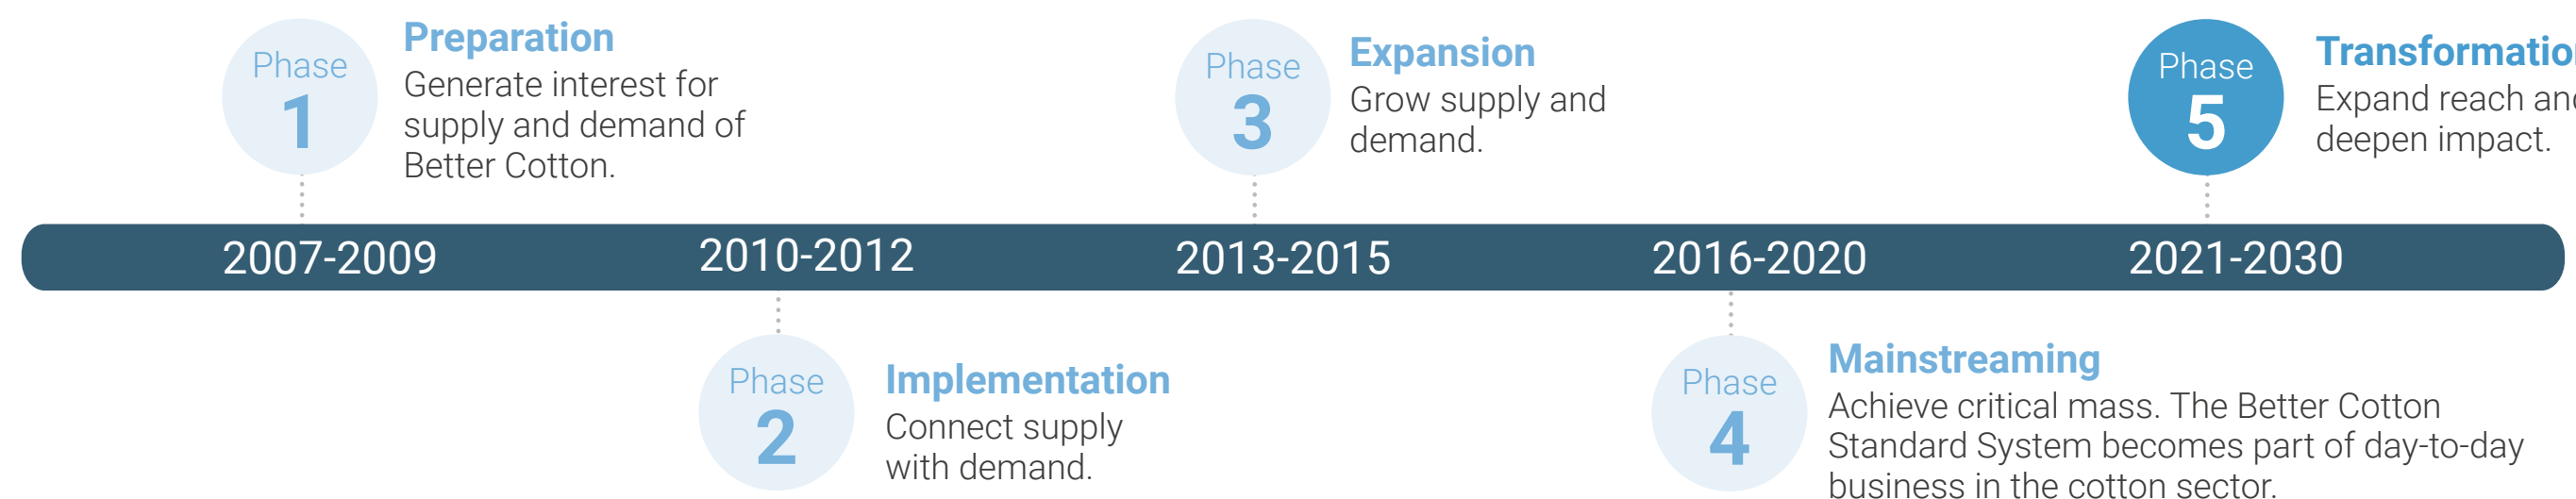 Phase
1
Preparation
Generate interest for
supply and demand of
Better Cotton.
Phase
3
Expansion
Grow supply and
demand.
Phase
5
Transformation
Expand reach and
deepen impact.
2007-2009
2010-2012
2013-2015
2016-2020
2021-2030
Phase
2
Implementation
Connect supply
with demand.
Phase
4
Mainstreaming
Achieve critical mass. The Better Cotton
Standard System becomes part of day-to-day
business in the cotton sector.